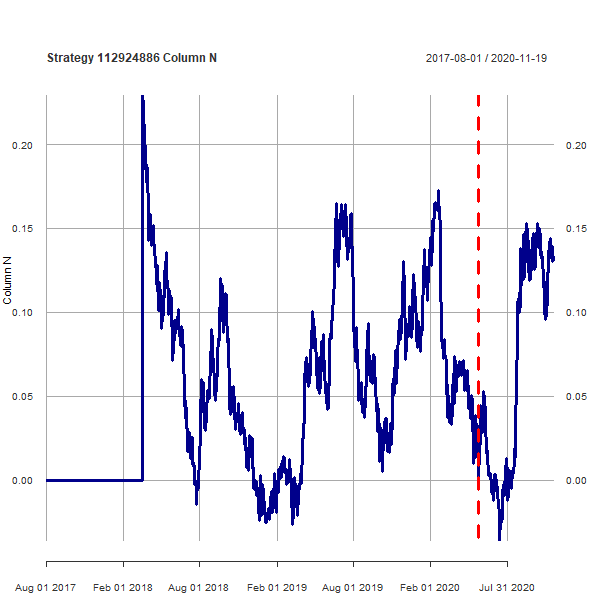 Strategy 112924886 Column N
2017-08-01 / 2020-11-19
0.20
0.20
0.15
0.15
Column N
0.10
0.10
0.05
0.05
0.00
0.00
Aug 01 2017
Feb 01 2018
Aug 01 2018
Feb 01 2019
Aug 01 2019
Feb 01 2020
Jul 31 2020